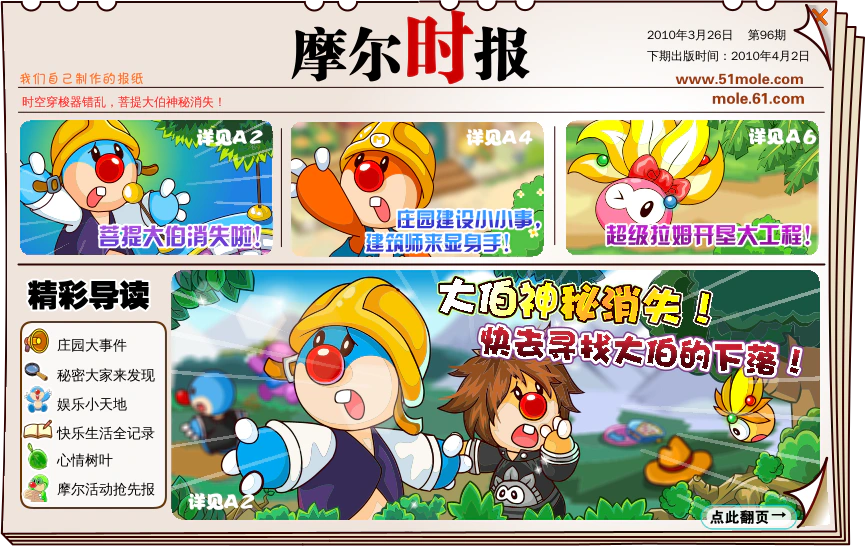 摩尔时报
2010年3月26日 第96期
下期出版时间：2010年4月2日
我们自己制作的报纸
www.51mole.com
时空穿梭器错乱，菩提大伯神秘消失！
mole.61.com
详见A2
菩提大伯消失啦!
详见A4
庄园建设小小事,
建筑师来显身手!
详见A6
超级拉姆开垦大工程!
精彩导读
庄园大事件
秘密大家来发现
娱乐小天地
快乐生活全记录
心情树叶
摩尔活动抢先报
大伯神秘消失！
快去寻找大伯的下落！
详见A2
点此翻页→